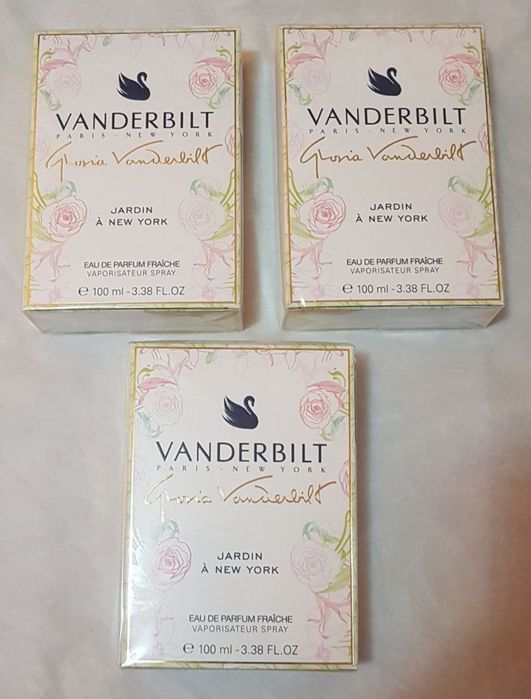 VANDERBILT
PARIS - NEW YORK
Gloria Vanderbilt
JARDIN
À NEW YORK
EAU DE PARFUM FRAÎCHE
VAPORISATEUR SPRAY
℮ 100 ml - 3.38 FL.OZ
VANDERBILT
PARIS - NEW YORK
Gloria Vanderbilt
JARDIN
À NEW YORK
EAU DE PARFUM FRAÎCHE
VAPORISATEUR SPRAY
℮ 100 ml - 3.38 FL.OZ
VANDERBILT
PARIS - NEW YORK
Gloria Vanderbilt
JARDIN
À NEW YORK
EAU DE PARFUM FRAÎCHE
VAPORISATEUR SPRAY
℮ 100 ml - 3.38 FL.OZ